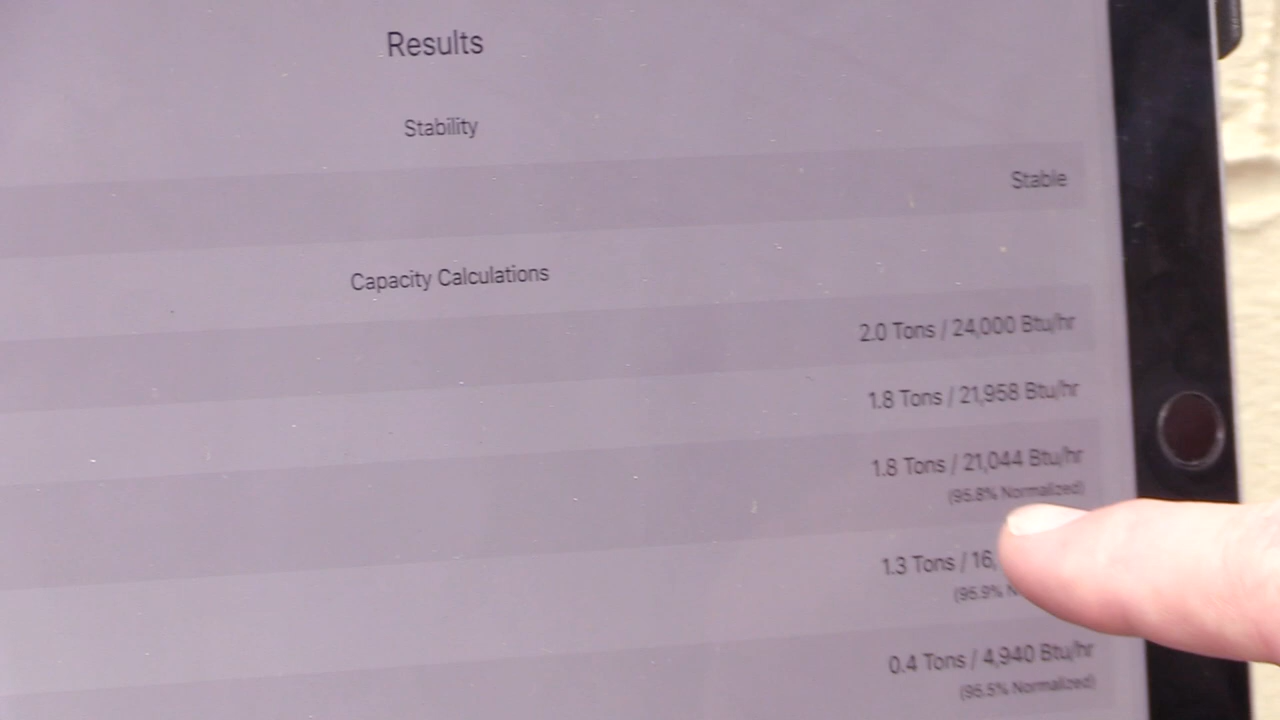 Results
Stability
Stable
Capacity Calculations
2.0 Tons / 24,000 Btu/hr
1.8 Tons / 21,958 Btu/hr
1.8 Tons / 21,044 Btu/hr
(95.8% Normalized)
1.3 Tons / 16,
(95.9% N
0.4 Tons / 4,940 Btu/hr
(95.5% Normalized)